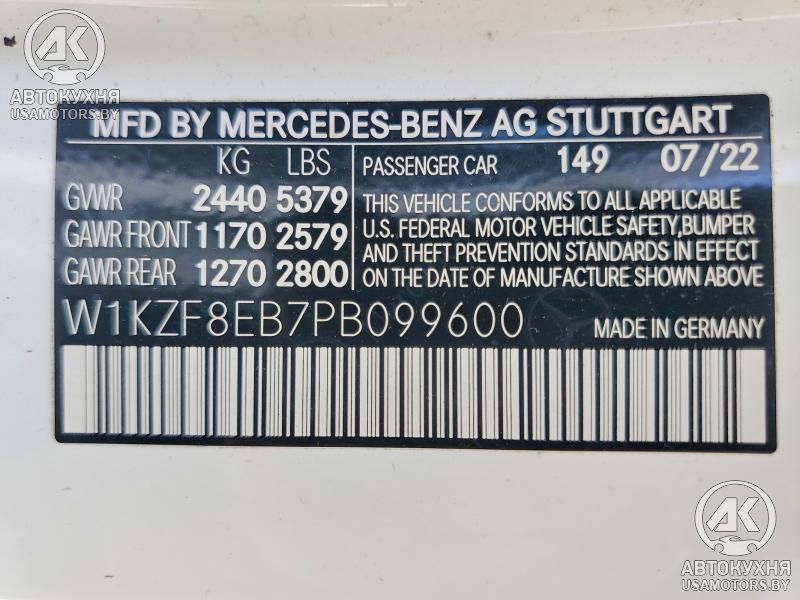 AK
АВТОКУХНЯ
USAMOTORS.BY
MFD BY MERCEDES-BENZ AG STUTTGART
KG LBS PASSENGER CAR 149 07/22
GVWR 2440 5379
GAWR FRONT 1170 2579
GAWR REAR 1270 2800
THIS VEHICLE CONFORMS TO ALL APPLICABLE
U.S. FEDERAL MOTOR VEHICLE SAFETY,BUMPER
AND THEFT PREVENTION STANDARDS IN EFFECT
ON THE DATE OF MANUFACTURE SHOWN ABOVE
W1KZF8EB7PB099600 MADE IN GERMANY
AK
АВТОКУХНЯ
USAMOTORS.BY